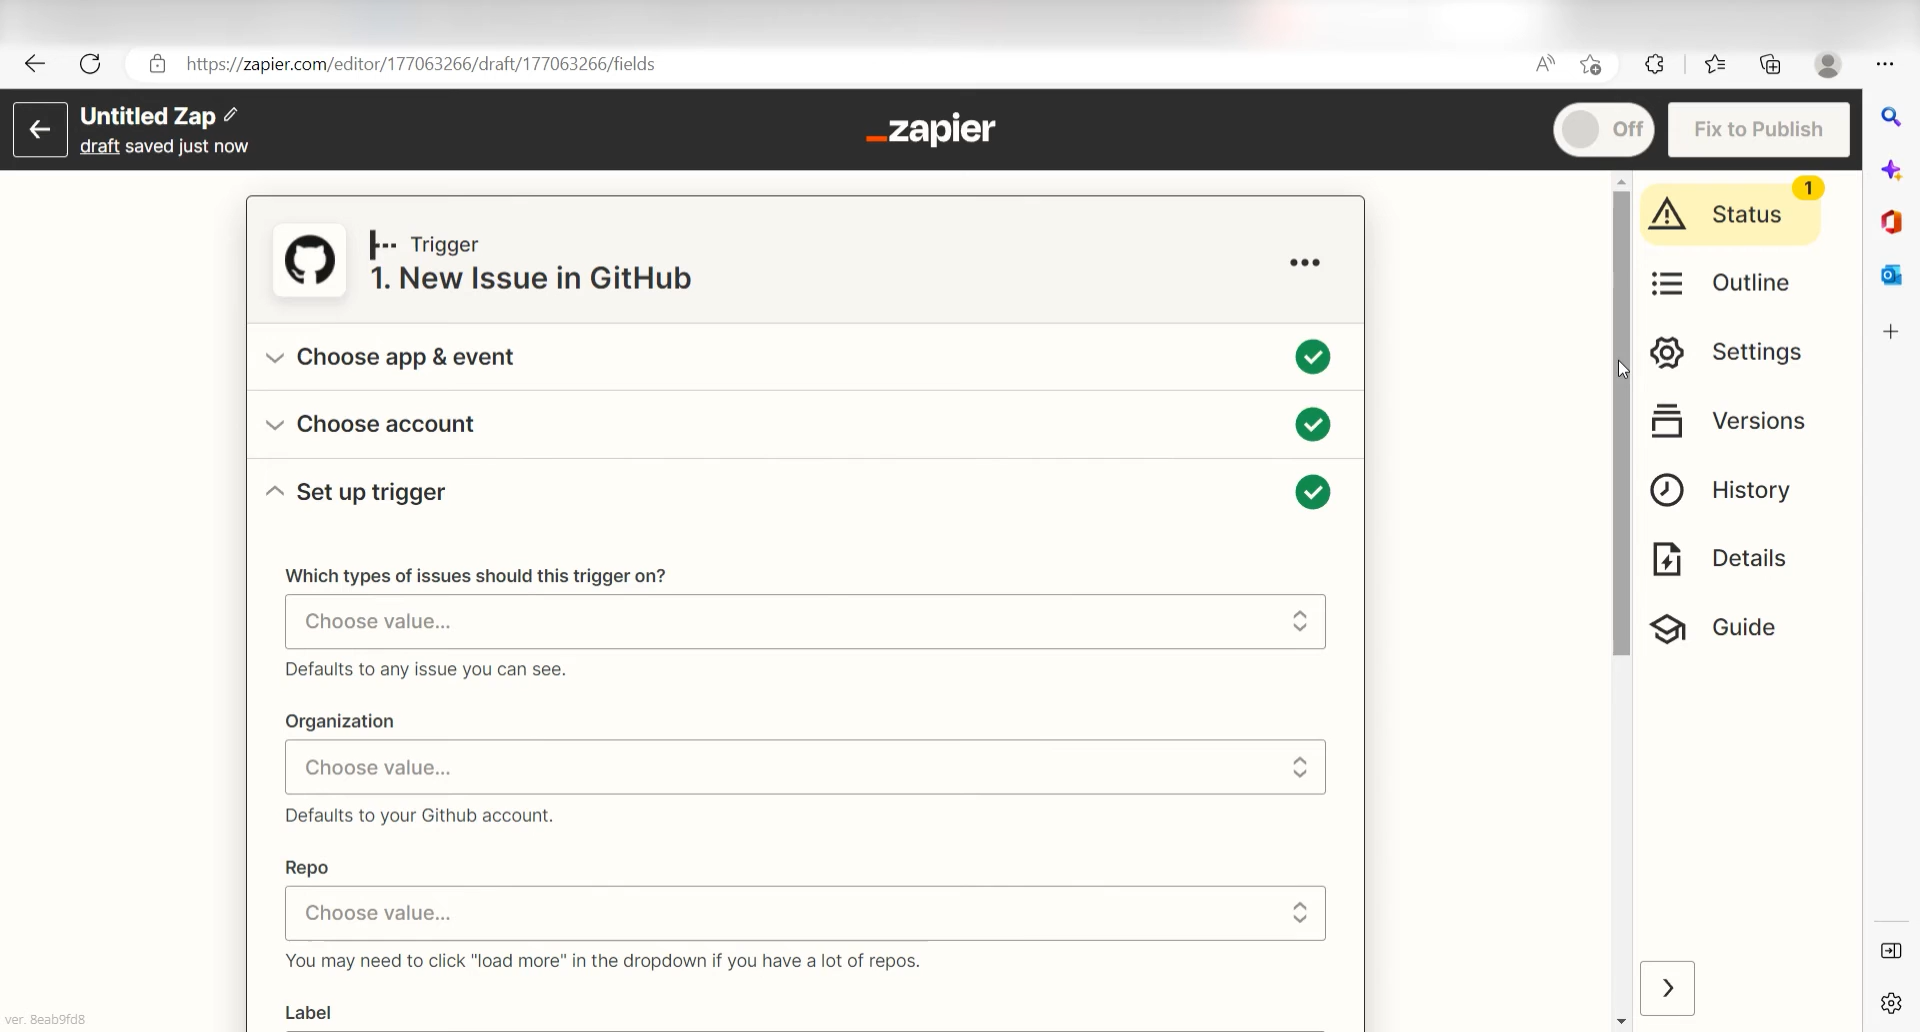 https://zapier.com/editor/177063266/draft/177063266/fields
Untitled Zap
draft saved just now
_zapier
Off
Fix to Publish
Trigger
1. New Issue in GitHub
Choose app & event
Choose account
Set up trigger
Which types of issues should this trigger on?
Choose value...
Defaults to any issue you can see.
Organization
Choose value...
Defaults to your Github account.
Repo
Choose value...
You may need to click "load more" in the dropdown if you have a lot of repos.
Label
1
Status
Outline
Settings
Versions
History
Details
Guide
ver. 8eab9fd8